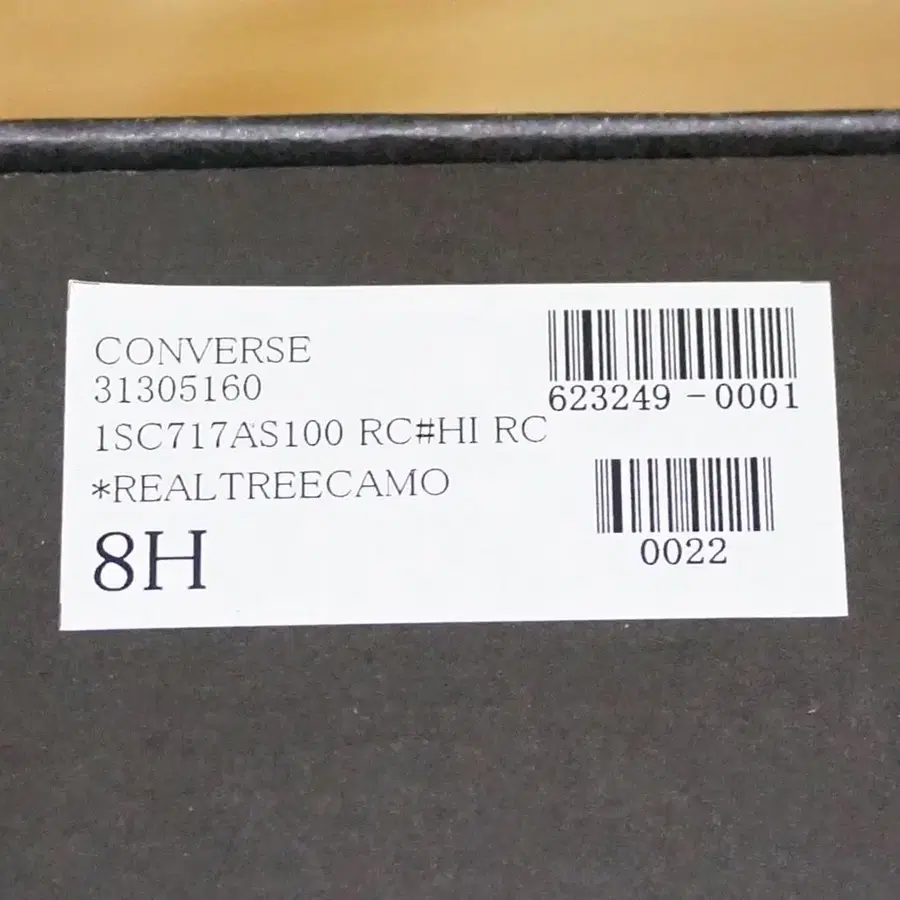 CONVERSE
31305160
1SC717AS100 RC#HI RC
*REALTREECAMO
8H
623249-0001
0022